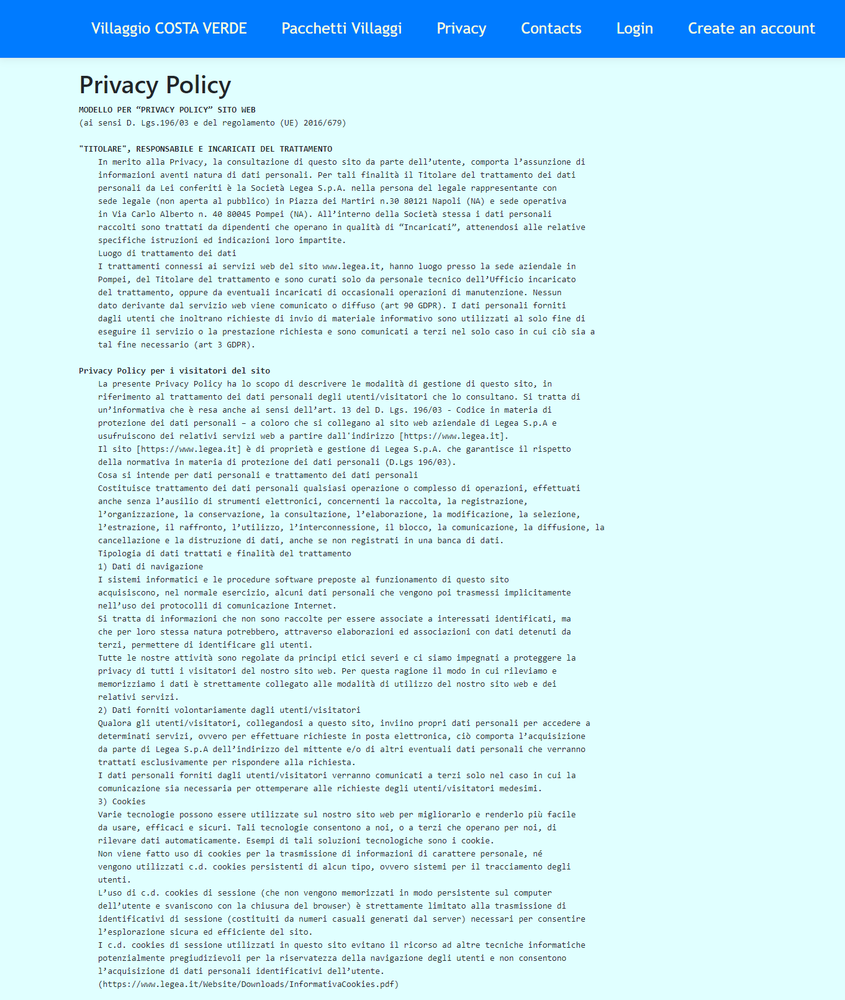 Villaggio COSTA VERDE Pacchetti Villaggi Privacy Contacts Login Create an account
Privacy Policy
MODELLO PER “PRIVACY POLICY” SITO WEB
(ai sensi D. Lgs.196/03 e del regolamento (UE) 2016/679)
"TITOLARE", RESPONSABILE E INCARICATI DEL TRATTAMENTO
In merito alla Privacy, la consultazione di questo sito da parte dell’utente, comporta l’assunzione di
informazioni aventi natura di dati personali. Per tali finalità il Titolare del trattamento dei dati
personali da Lei conferiti è la Società Legea S.p.A. nella persona del legale rappresentante con
sede legale (non aperta al pubblico) in Piazza dei Martiri n.30 80121 Napoli (NA) e sede operativa
in Via Carlo Alberto n. 40 80045 Pompei (NA). All’interno della Società stessa i dati personali
raccolti sono trattati da dipendenti che operano in qualità di “Incaricati”, attenendosi alle relative
specifiche istruzioni ed indicazioni loro impartite.
Luogo di trattamento dei dati
I trattamenti connessi ai servizi web del sito www.legea.it, hanno luogo presso la sede aziendale in
Pompei, del Titolare del trattamento e sono curati solo da personale tecnico dell’Ufficio incaricato
del trattamento, oppure da eventuali incaricati di occasionali operazioni di manutenzione. Nessun
dato derivante dal servizio web viene comunicato o diffuso (art 90 GDPR). I dati personali forniti
dagli utenti che inoltrano richieste di invio di materiale informativo sono utilizzati al solo fine di
eseguire il servizio o la prestazione richiesta e sono comunicati a terzi nel solo caso in cui ciò sia a
tal fine necessario (art 3 GDPR).
Privacy Policy per i visitatori del sito
La presente Privacy Policy ha lo scopo di descrivere le modalità di gestione di questo sito, in
riferimento al trattamento dei dati personali degli utenti/visitatori che lo consultano. Si tratta di
un’informativa che è resa anche ai sensi dell’art. 13 del D. Lgs. 196/03 - Codice in materia di
protezione dei dati personali – a coloro che si collegano al sito web aziendale di Legea S.p.A e
usufruiscono dei relativi servizi web a partire dall'indirizzo [https://www.legea.it].
Il sito [https://www.legea.it] è di proprietà e gestione di Legea S.p.A. che garantisce il rispetto
della normativa in materia di protezione dei dati personali (D.Lgs 196/03).
Cosa si intende per dati personali e trattamento dei dati personali
Costituisce trattamento dei dati personali qualsiasi operazione o complesso di operazioni, effettuati
anche senza l’ausilio di strumenti elettronici, concernenti la raccolta, la registrazione,
l’organizzazione, la conservazione, la consultazione, l’elaborazione, la modificazione, la selezione,
l’estrazione, il raffronto, l’utilizzo, l’interconnessione, il blocco, la comunicazione, la diffusione, la
cancellazione e la distruzione di dati, anche se non registrati in una banca di dati.
Tipologia di dati trattati e finalità del trattamento
1) Dati di navigazione
I sistemi informatici e le procedure software preposte al funzionamento di questo sito
acquisiscono, nel normale esercizio, alcuni dati personali che vengono poi trasmessi implicitamente
nell’uso dei protocolli di comunicazione Internet.
Si tratta di informazioni che non sono raccolte per essere associate a interessati identificati, ma
che per loro stessa natura potrebbero, attraverso elaborazioni ed associazioni con dati detenuti da
terzi, permettere di identificare gli utenti.
Tutte le nostre attività sono regolate da principi etici severi e ci siamo impegnati a proteggere la
privacy di tutti i visitatori del nostro sito web. Per questa ragione il modo in cui rileviamo e
memorizziamo i dati è strettamente collegato alle modalità di utilizzo del nostro sito web e dei
relativi servizi.
2) Dati forniti volontariamente dagli utenti/visitatori
Qualora gli utenti/visitatori, collegandosi a questo sito, inviino propri dati personali per accedere a
determinati servizi, ovvero per effettuare richieste in posta elettronica, ciò comporta l’acquisizione
da parte di Legea S.p.A dell’indirizzo del mittente e/o di altri eventuali dati personali che verranno
trattati esclusivamente per rispondere alla richiesta.
I dati personali forniti dagli utenti/visitatori verranno comunicati a terzi solo nel caso in cui la
comunicazione sia necessaria per ottemperare alle richieste degli utenti/visitatori medesimi.
3) Cookies
Varie tecnologie possono essere utilizzate sul nostro sito web per migliorarlo e renderlo più facile
da usare, efficaci e sicuri. Tali tecnologie consentono a noi, o a terzi che operano per noi, di
rilevare dati automaticamente. Esempi di tali soluzioni tecnologiche sono i cookie.
Non viene fatto uso di cookies per la trasmissione di informazioni di carattere personale, né
vengono utilizzati c.d. cookies persistenti di alcun tipo, ovvero sistemi per il tracciamento degli
utenti.
L’uso di c.d. cookies di sessione (che non vengono memorizzati in modo persistente sul computer
dell’utente e svaniscono con la chiusura del browser) è strettamente limitato alla trasmissione di
identificativi di sessione (costituiti da numeri casuali generati dal server) necessari per consentire
l’esplorazione sicura ed efficiente del sito.
I c.d. cookies di sessione utilizzati in questo sito evitano il ricorso ad altre tecniche informatiche
potenzialmente pregiudizievoli per la riservatezza della navigazione degli utenti e non consentono
l’acquisizione di dati personali identificativi dell’utente.
(https://www.legea.it/Website/Downloads/InformativaCookies.pdf)